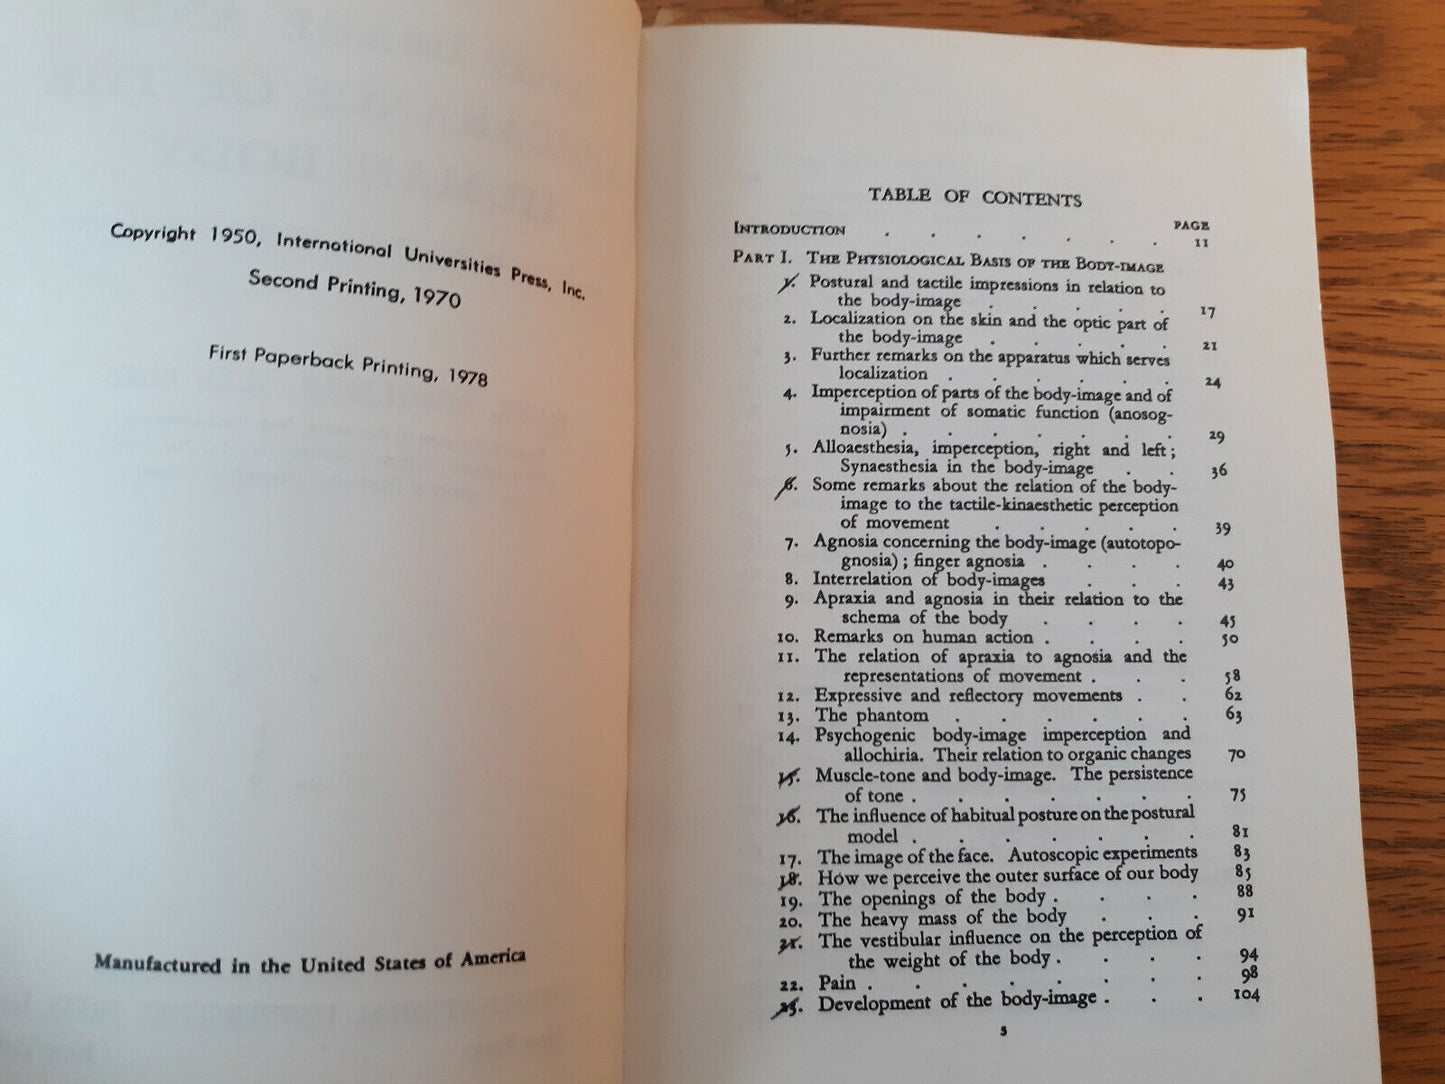 Copyright 1950, International Universities Press, Inc.
Second Printing, 1970
First Paperback Printing, 1978
Manufactured in the United States of America
TABLE OF CONTENTS
PAGE
INTRODUCTION . . . . . . . 11
PART I. THE PHYSIOLOGICAL BASIS OF THE BODY-IMAGE
1. Postural and tactile impressions in relation to
the body-image . . . . . 17
2. Localization on the skin and the optic part of
the body-image . . . . . 21
3. Further remarks on the apparatus which serves
localization . . . . . . 24
4. Imperception of parts of the body-image and of
impairment of somatic function (anosog-
nosia) . . . . . . . 29
5. Alloaesthesia, imperception, right and left ;
Synaesthesia in the body-image . . 36
6. Some remarks about the relation of the body-
image to the tactile-kinaesthetic perception
of movement . . . . . 39
7. Agnosia concerning the body-image (autotopo-
gnosia) ; finger agnosia . . . . 40
8. Interrelation of body-images . . . 43
9. Apraxia and agnosia in their relation to the
schema of the body . . . . 45
10. Remarks on human action . . . . 50
11. The relation of apraxia to agnosia and the
representations of movement . . . 58
12. Expressive and reflectory movements . . 62
13. The phantom . . . . . . 63
14. Psychogenic body-image imperception and
allochiria. Their relation to organic changes 70
15. Muscle-tone and body-image. The persistence
of tone . . . . . . . 75
16. The influence of habitual posture on the postural
model . . . . . . . 81
17. The image of the face. Autoscopic experiments 83
18. How we perceive the outer surface of our body 85
19. The openings of the body . . . . 88
20. The heavy mass of the body . . . 91
21. The vestibular influence on the perception of
the weight of the body . . . . 94
22. Pain . . . . . . . . 98
23. Development of the body-image . . . 104
5